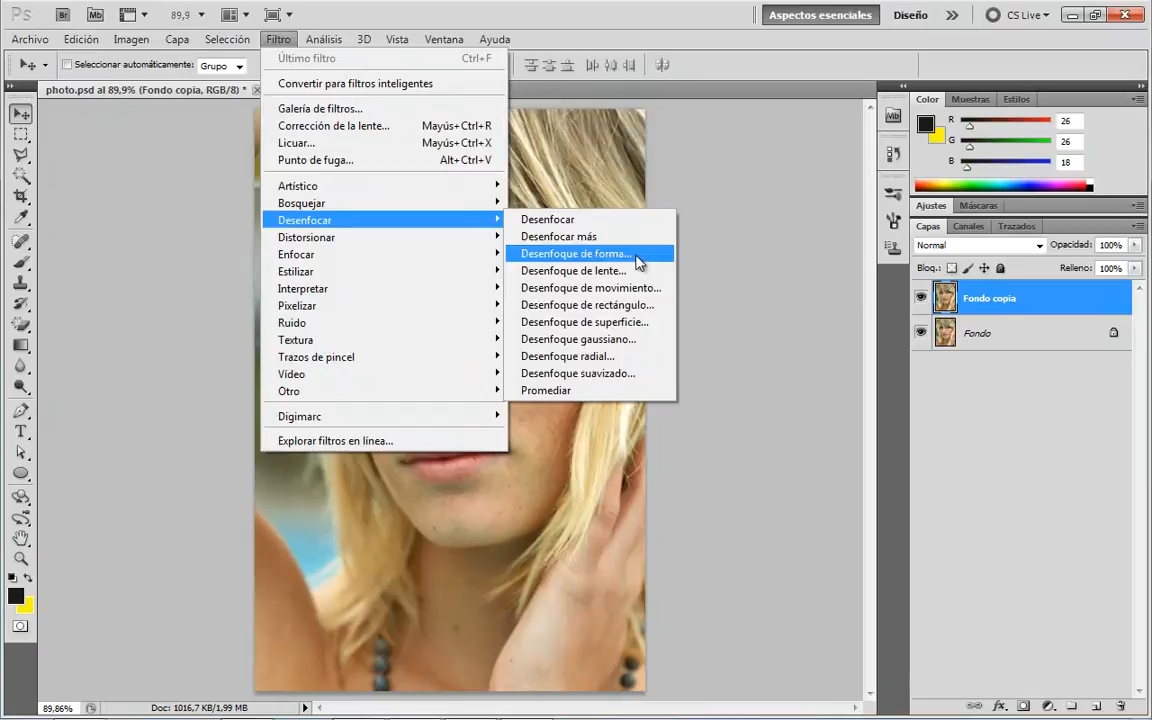 Ps Br Mb 89,9 Aspectos esenciales Diseño CS Live
Archivo Edición Imagen Capa Selección Filtro Análisis 3D Vista Ventana Ayuda
Seleccionar automáticamente: Grupo
photo.psd al 89,9% (Fondo copia, RGB/8) *
Último filtro Ctrl+F
Convertir para filtros inteligentes
Galería de filtros...
Corrección de la lente... Mayús+Ctrl+R
Licuar... Mayús+Ctrl+X
Punto de fuga... Alt+Ctrl+V
Artístico
Bosquejar
Desenfocar
Distorsionar
Enfocar
Estilizar
Interpretar
Pixelizar
Ruido
Textura
Trazos de pincel
Vídeo
Otro
Digimarc
Explorar filtros en línea...
Desenfocar
Desenfocar más
Desenfoque de forma...
Desenfoque de lente...
Desenfoque de movimiento...
Desenfoque de rectángulo...
Desenfoque de superficie...
Desenfoque gaussiano...
Desenfoque radial...
Desenfoque suavizado...
Promediar
Mb
Color Muestras Estilos
R 26
G 26
B 18
Ajustes Máscaras
Capas Canales Trazados
Normal Opacidad: 100%
Bloq.: Relleno: 100%
Fondo copia
Fondo
T
fx
89,86% Doc: 1016,7 KB/1,99 MB